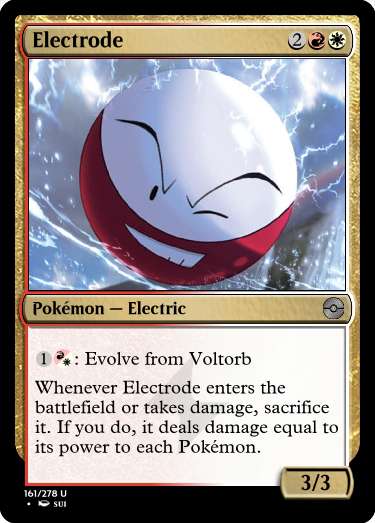 Electrode 2
Pokémon — Electric
1 : Evolve from Voltorb
Whenever Electrode enters the
battlefield or takes damage, sacrifice
it. If you do, it deals damage equal to
its power to each Pokémon.
3/3
161/278 U
• SUI